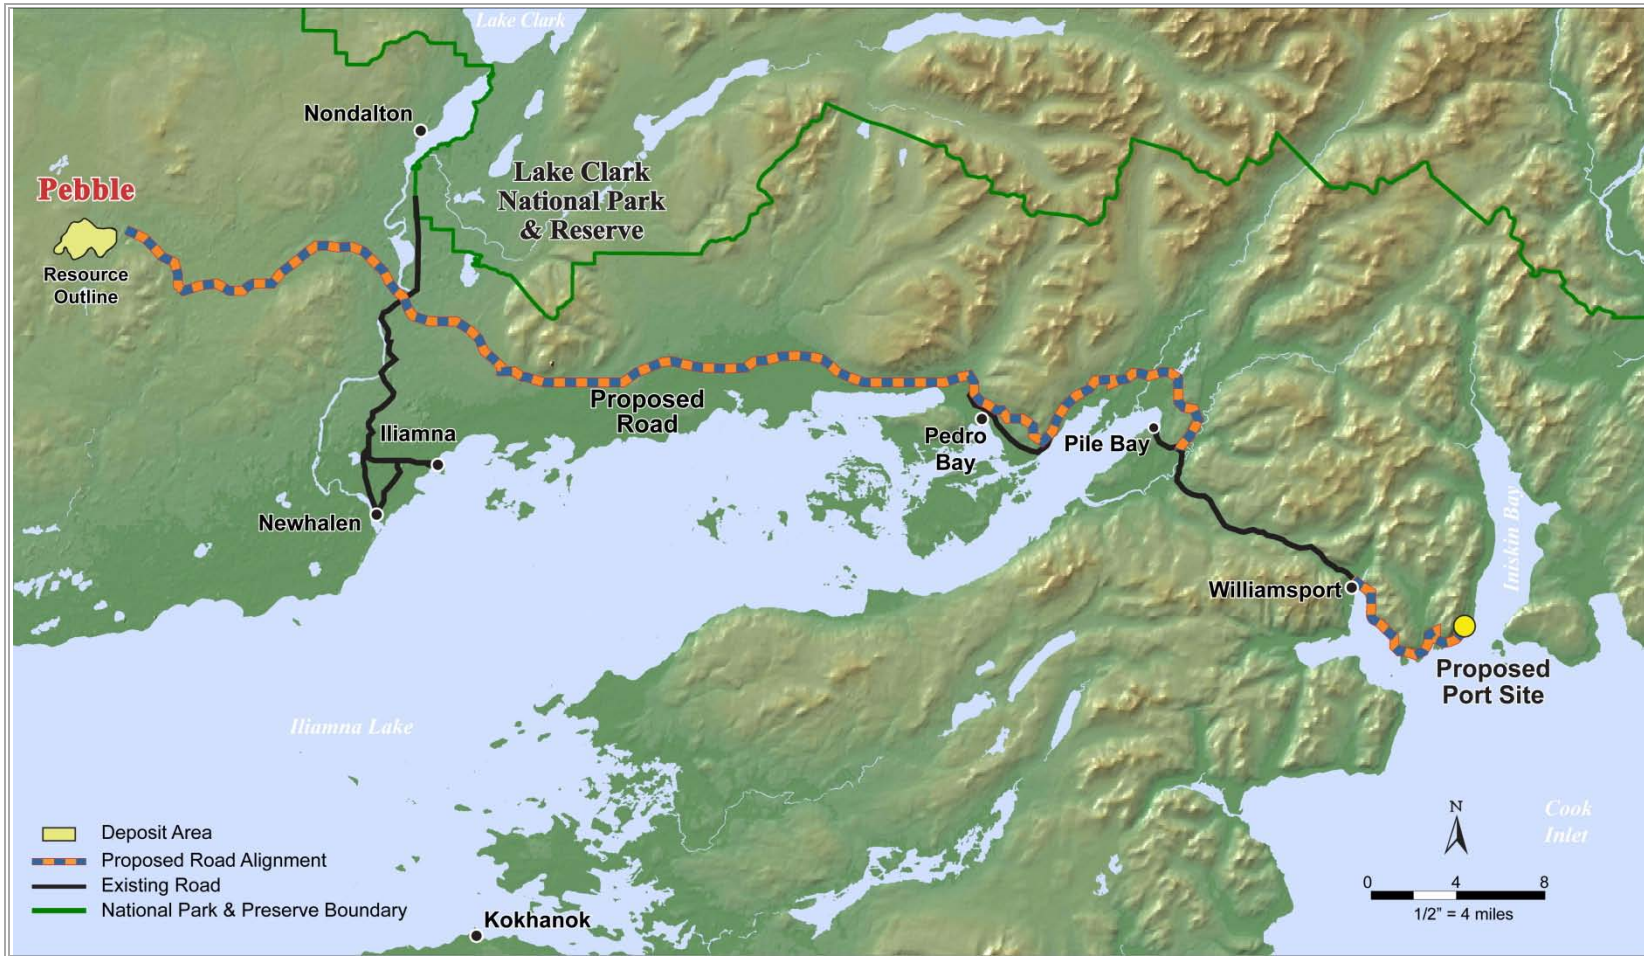 Lake Clark
Nondalton
Lake Clark
National Park
& Reserve
Pebble
Resource
Outline
Proposed
Road
Iliamna
Pedro
Bay
Pile Bay
Newhalen
Iniskin Bay
Williamsport
Proposed
Port Site
Iliamna Lake
Cook
Inlet
N
Deposit Area
Proposed Road Alignment
Existing Road
National Park & Preserve Boundary
Kokhanok
0 4 8
1/2" = 4 miles